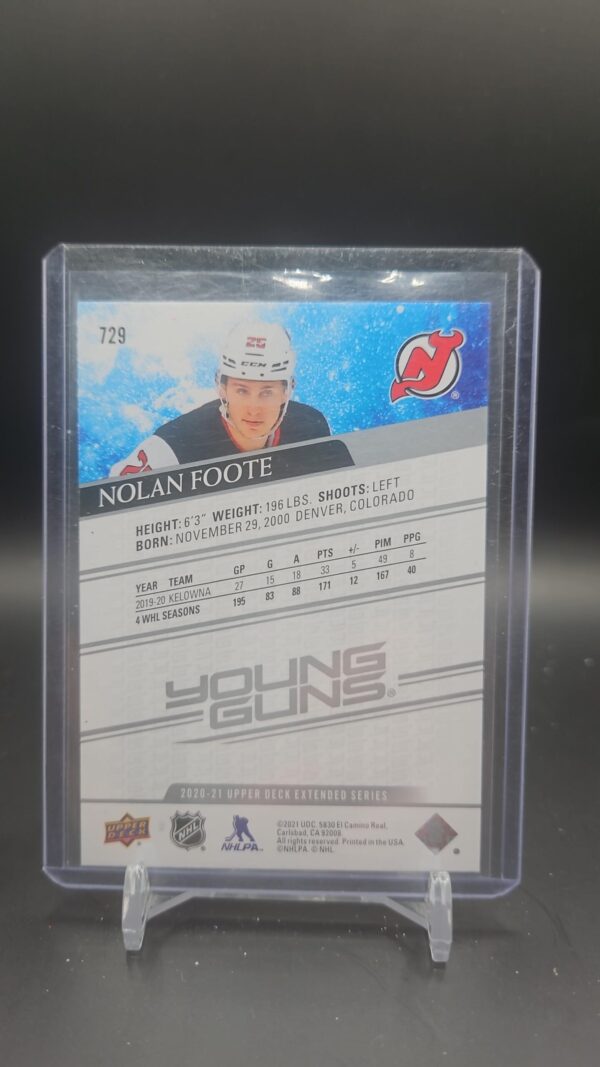 729
25
CCM
NOLAN FOOTE
HEIGHT: 6'3" WEIGHT: 196 LBS. SHOOTS: LEFT
BORN: NOVEMBER 29, 2000 DENVER, COLORADO
YEAR TEAM GP G A PTS +/- PIM PPG
2019-20 KELOWNA 27 15 18 33 5 49 8
4 WHL SEASONS 195 83 88 171 12 167 40
YOUNG
GUNS®
2020-21 UPPER DECK EXTENDED SERIES
UPPER
DECK
NHL
NHLPA™
©2021 UDC. 5830 El Camino Real,
Carlsbad, CA 92008.
All rights reserved. Printed in the USA.
©NHLPA. © NHL